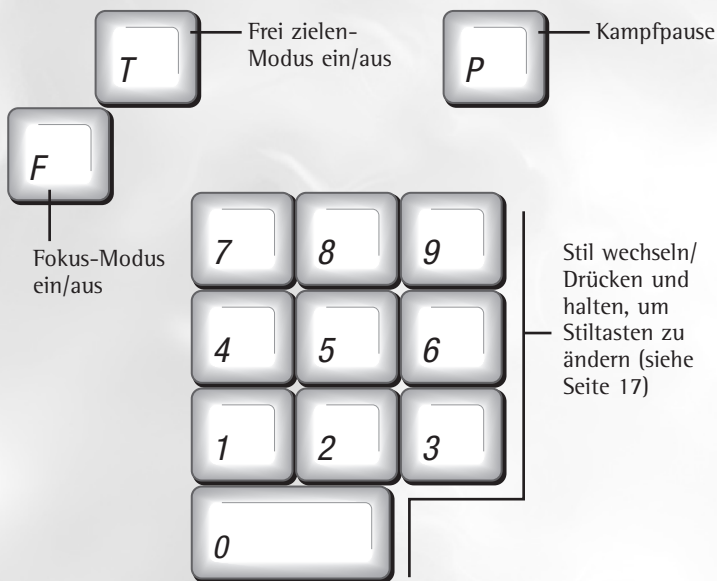 T
Frei zielen-
Modus ein/aus
P
Kampfpause
F
Fokus-Modus
ein/aus
7 8 9
4 5 6
1 2 3
0
Stil wechseln/
Drücken und
halten, um
Stiltasten zu
ändern (siehe
Seite 17)